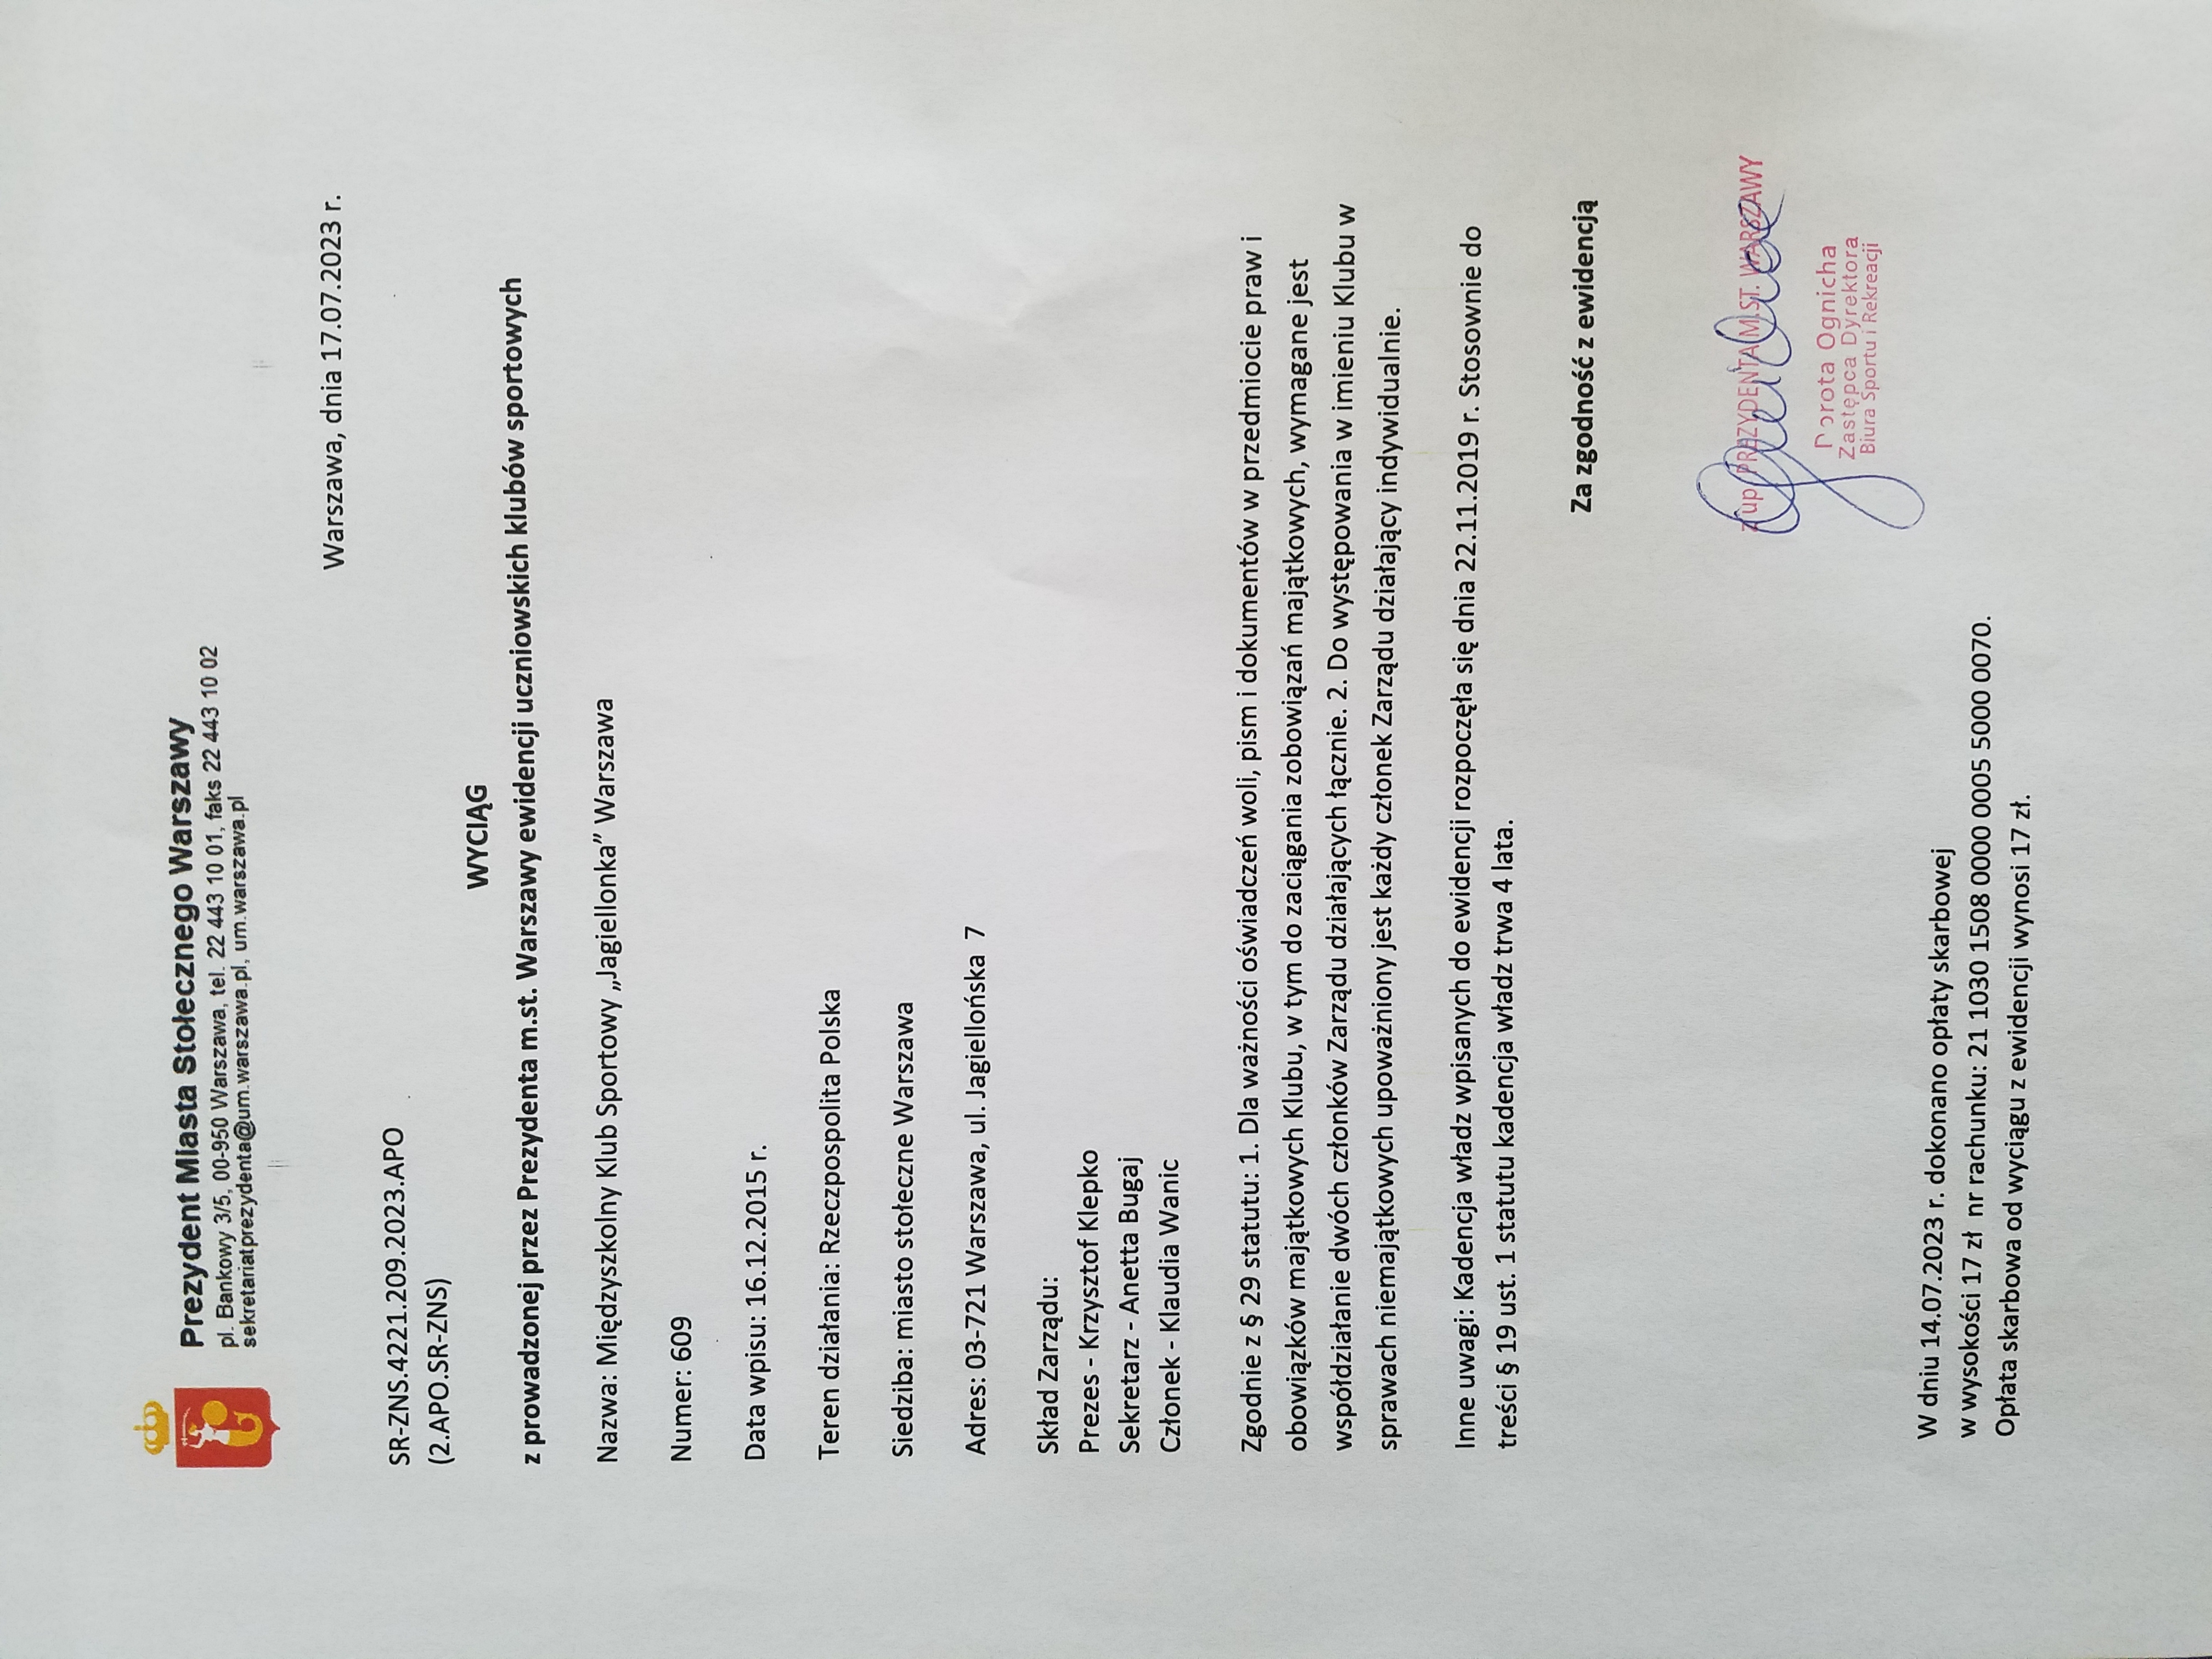 Prezydent Miasta Stołecznego Warszawy
pl. Bankowy 3/5, 00-950 Warszawa, tel. 22 443 10 01, faks 22 443 10 02
sekretariatprezydenta@um.warszawa.pl, um.warszawa.pl
Warszawa, dnia 17.07.2023 r.
SR-ZNS.4221.209.2023.APO
(2.APO.SR-ZNS)
WYCIĄG
z prowadzonej przez Prezydenta m.st. Warszawy ewidencji uczniowskich klubów sportowych
Nazwa: Międzyszkolny Klub Sportowy „Jagiellonka” Warszawa
Numer: 609
Data wpisu: 16.12.2015 r.
Teren działania: Rzeczpospolita Polska
Siedziba: miasto stołeczne Warszawa
Adres: 03-721 Warszawa, ul. Jagiellońska 7
Skład Zarządu:
Prezes - Krzysztof Klepko
Sekretarz - Anetta Bugaj
Członek - Klaudia Wanic
Zgodnie z § 29 statutu: 1. Dla ważności oświadczeń woli, pism i dokumentów w przedmiocie praw i
obowiązków majątkowych Klubu, w tym do zaciągania zobowiązań majątkowych, wymagane jest
współdziałanie dwóch członków Zarządu działających łącznie. 2. Do występowania w imieniu Klubu w
sprawach niemajątkowych upoważniony jest każdy członek Zarządu działający indywidualnie.
Inne uwagi: Kadencja władz wpisanych do ewidencji rozpoczęła się dnia 22.11.2019 r. Stosownie do
treści § 19 ust. 1 statutu kadencja władz trwa 4 lata.
Za zgodność z ewidencją
z up. PREZYDENTA M.ST. WARSZAWY
Dorota Ognicha
Zastępca Dyrektora
Biura Sportu i Rekreacji
W dniu 14.07.2023 r. dokonano opłaty skarbowej
w wysokości 17 zł nr rachunku: 21 1030 1508 0000 0005 5000 0070.
Opłata skarbowa od wyciągu z ewidencji wynosi 17 zł.